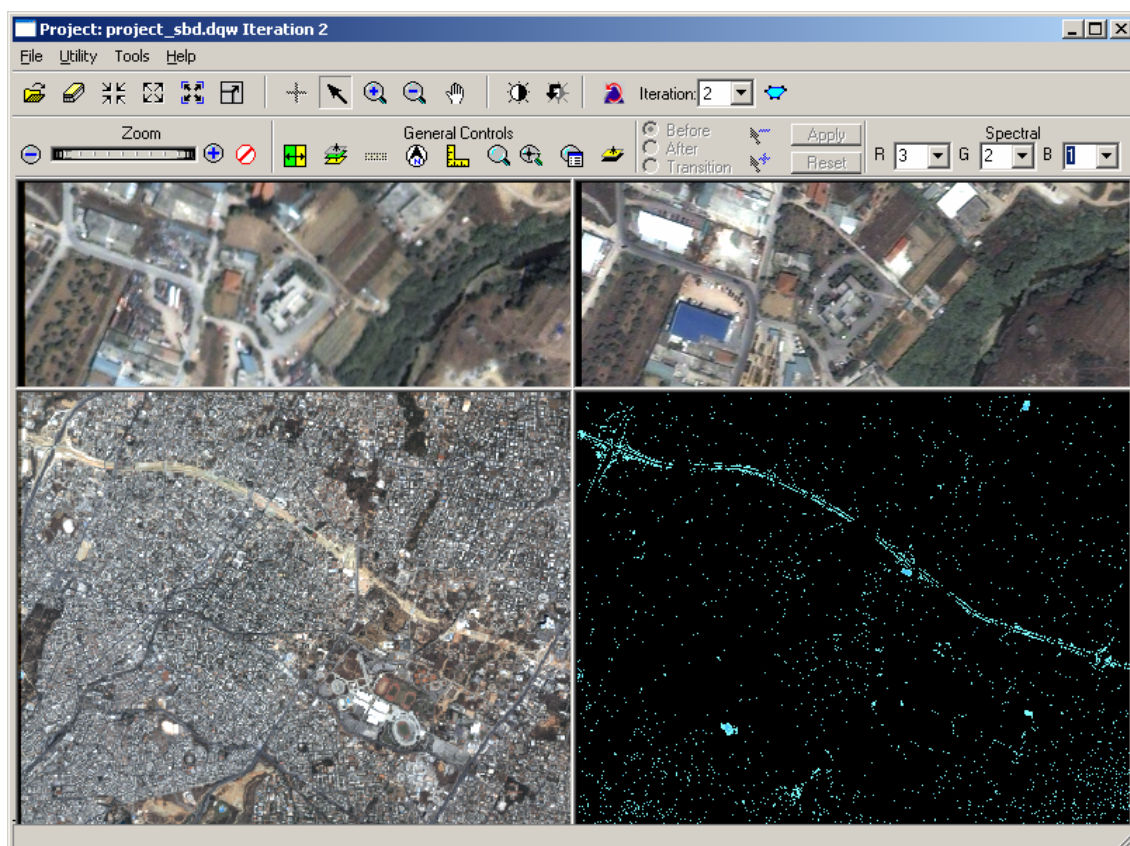 Project: project_sbd.dqw Iteration 2
File Utility Tools Help
Iteration: 2
Zoom General Controls Before After Transition Apply Reset Spectral
R 3 G 2 B 1